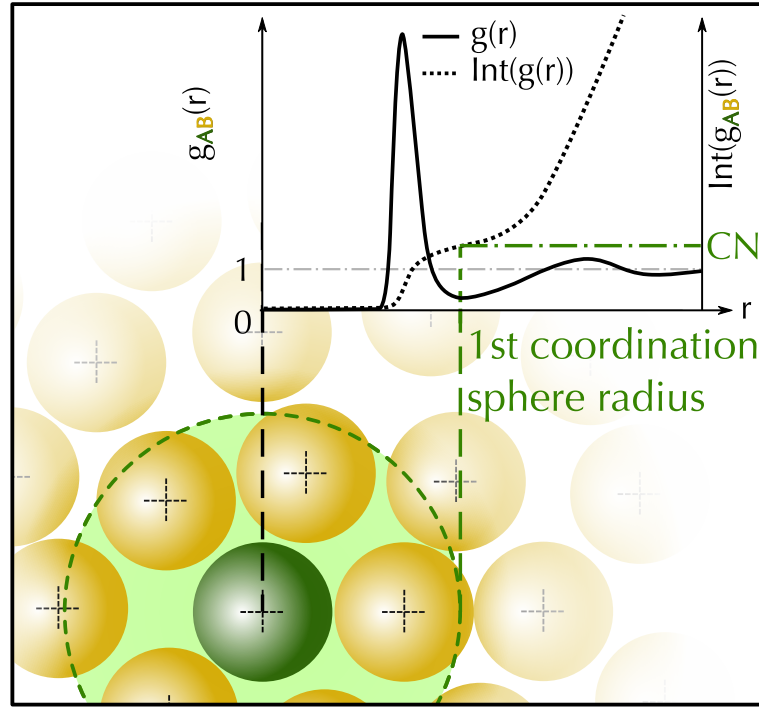 g(r)
Int(g(r))
gAB(r)
Int(gAB(r))
CN
1
0
r
1st coordination
sphere radius